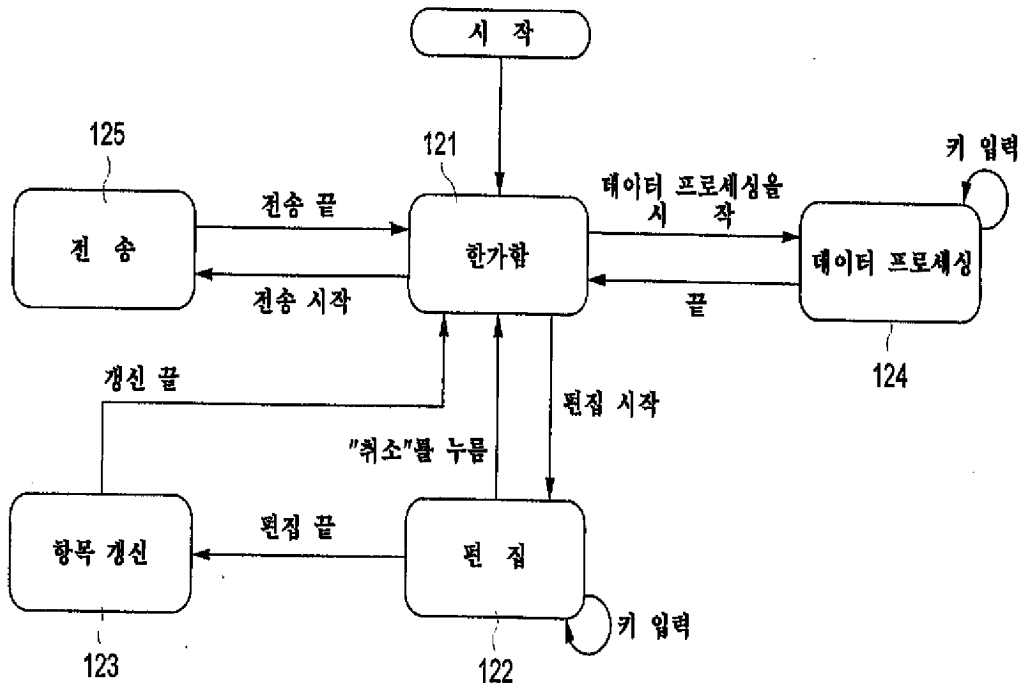 시 작
125
121
키 입력
전송 끝
데이터 프로세싱을
시 작
전 송
한가함
데이터 프로세싱
전송 시작
끝
124
갱신 끝
편집 시작
"취소"를 누름
항목 갱신
편집 끝
편 집
키 입력
123
122